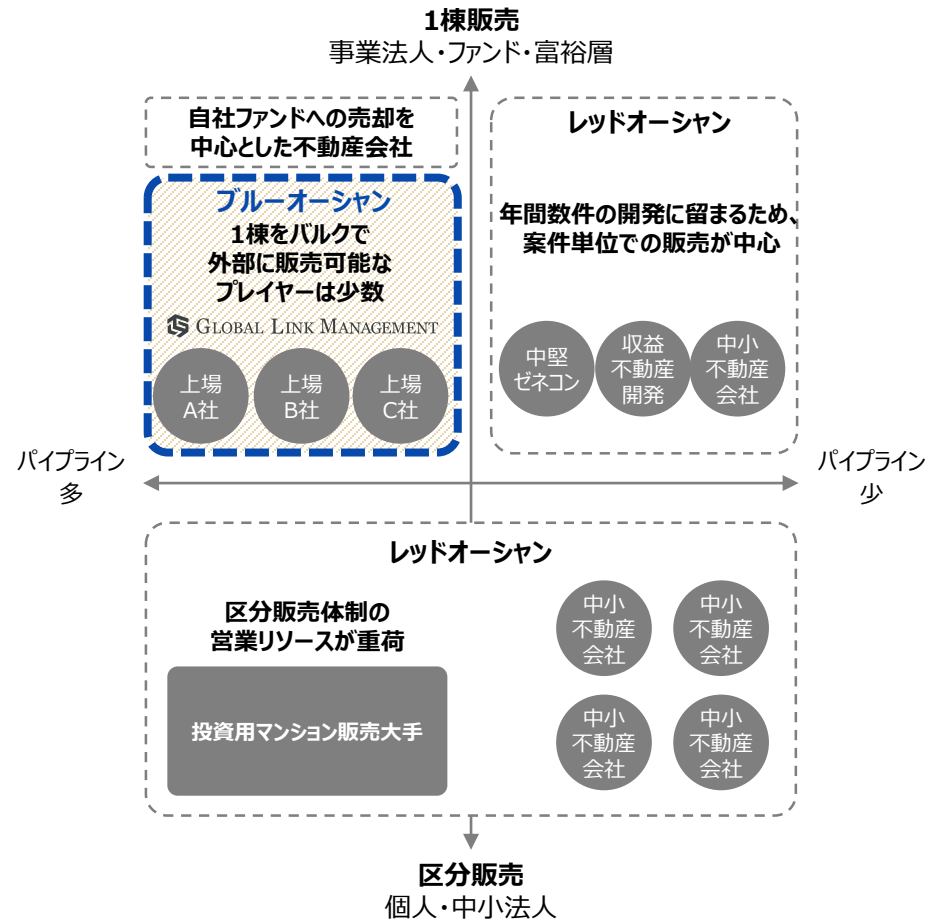 1棟販売
事業法人・ファンド・富裕層
自社ファンドへの売却を
中心とした不動産会社
ブルーオーシャン
1棟をバルクで
外部に販売可能な
プレイヤーは少数
GLOBAL LINK MANAGEMENT
上場
A社
上場
B社
上場
C社
レッドオーシャン
年間数件の開発に留まるため、
案件単位での販売が中心
中堅
ゼネコン
収益
不動産
開発
中小
不動産
会社
パイプライン
多
パイプライン
少
レッドオーシャン
区分販売体制の
営業リソースが重荷
投資用マンション販売大手
中小
不動産
会社
中小
不動産
会社
中小
不動産
会社
中小
不動産
会社
区分販売
個人・中小法人